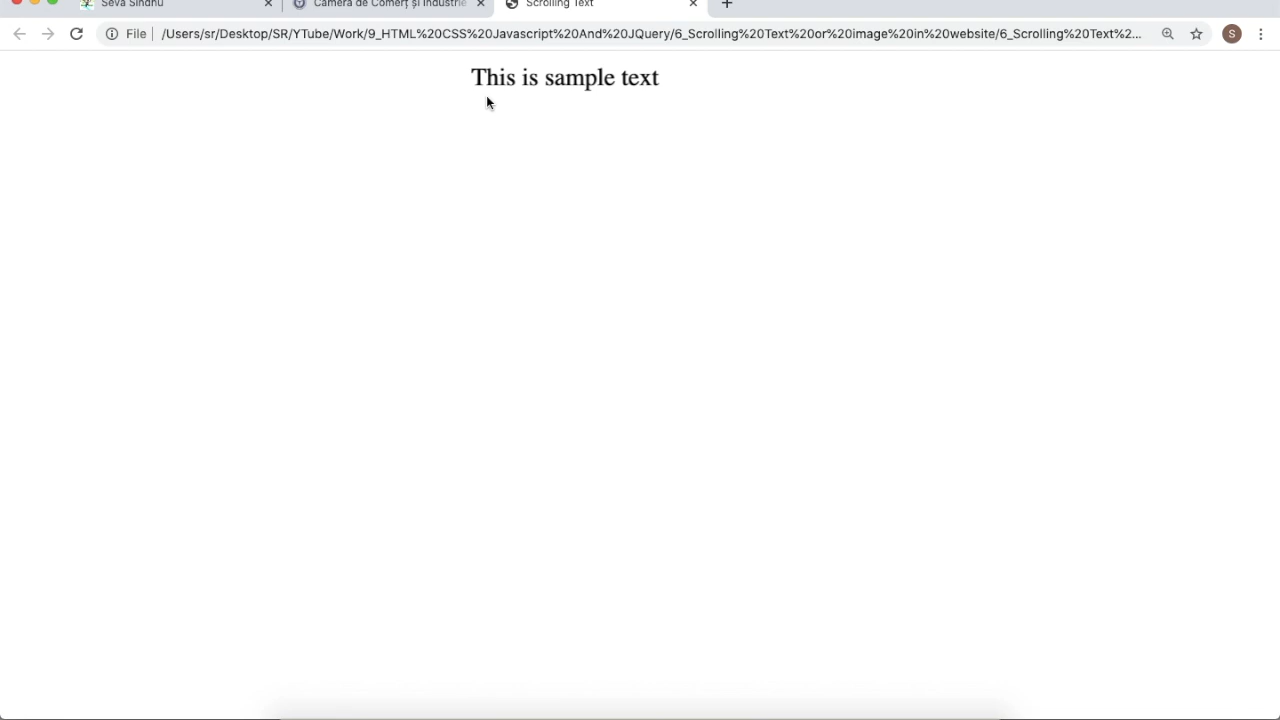 Seva Sindhu
Camera de Comerț și Industrie
Scrolling Text
File
/Users/sr/Desktop/SR/YTube/Work/9_HTML%20CSS%20Javascript%20And%20JQuery/6_Scrolling%20Text%20or%20image%20in%20website/6_Scrolling%20Text%2...
S
This is sample text